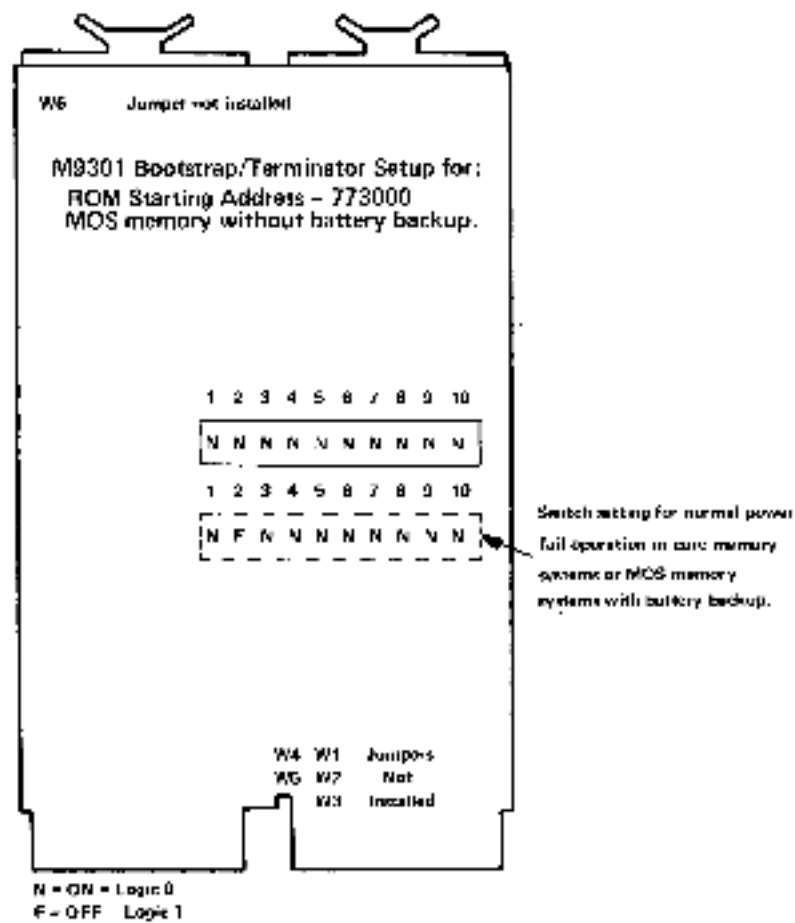 W6 Jumper not installed
M9301 Bootstrap/Terminator Setup for:
ROM Starting Address – 773000
MOS memory without battery backup.
1 2 3 4 5 6 7 8 9 10
N N N N N N N N N N
1 2 3 4 5 6 7 8 9 10
N F N N N N N N N N
Switch setting for normal power
fail operation in core memory
systems or MOS memory
systems with battery backup.
W4 W1 Jumpers
W5 W2 Not
W3 Installed
N = ON = Logic 0
F = OFF Logic 1